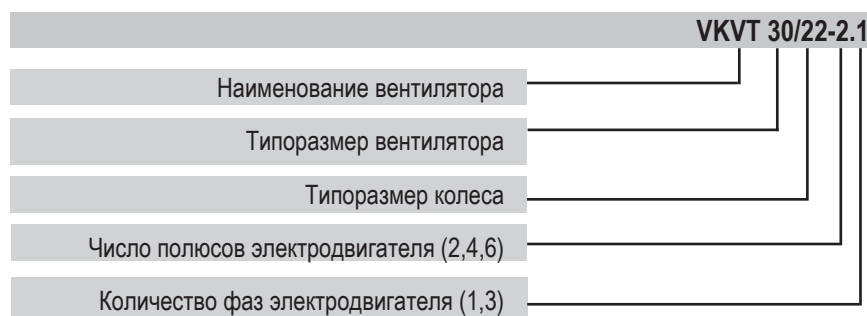 VKVT 30/22-2.1
Наименование вентилятора
Типоразмер вентилятора
Типоразмер колеса
Число полюсов электродвигателя (2,4,6)
Количество фаз электродвигателя (1,3)